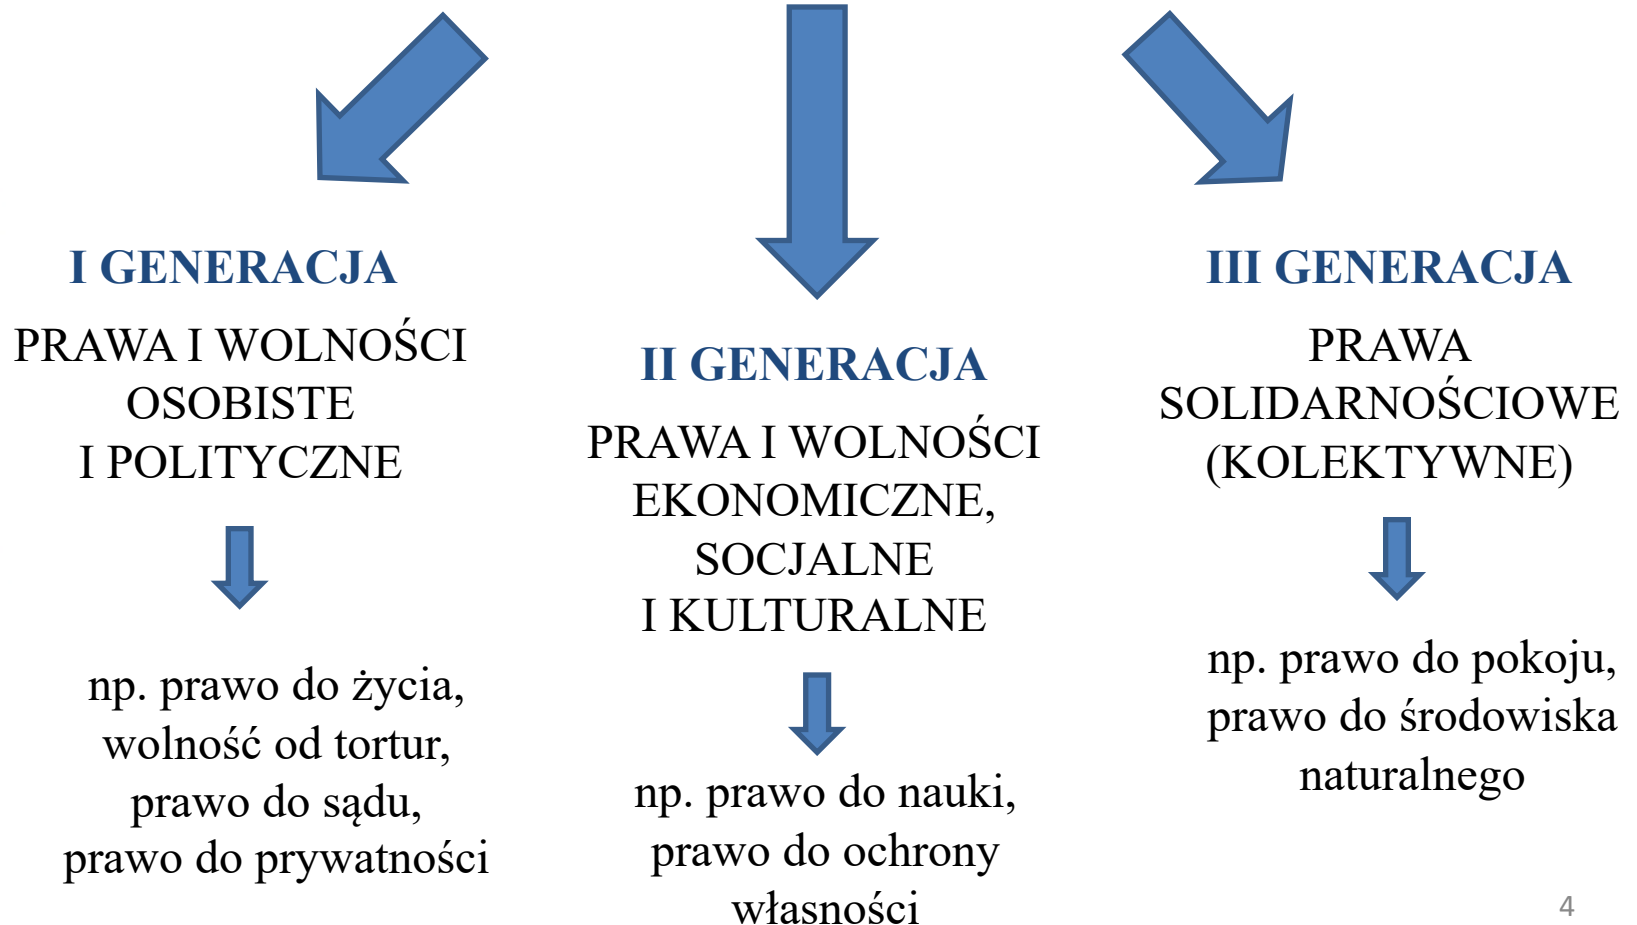 I GENERACJA
PRAWA I WOLNOŚCI
OSOBISTE
I POLITYCZNE
np. prawo do życia,
wolność od tortur,
prawo do sądu,
prawo do prywatności
II GENERACJA
PRAWA I WOLNOŚCI
EKONOMICZNE,
SOCJALNE
I KULTURALNE
np. prawo do nauki,
prawo do ochrony
własności
III GENERACJA
PRAWA
SOLIDARNOŚCIOWE
(KOLEKTYWNE)
np. prawo do pokoju,
prawo do środowiska
naturalnego
4